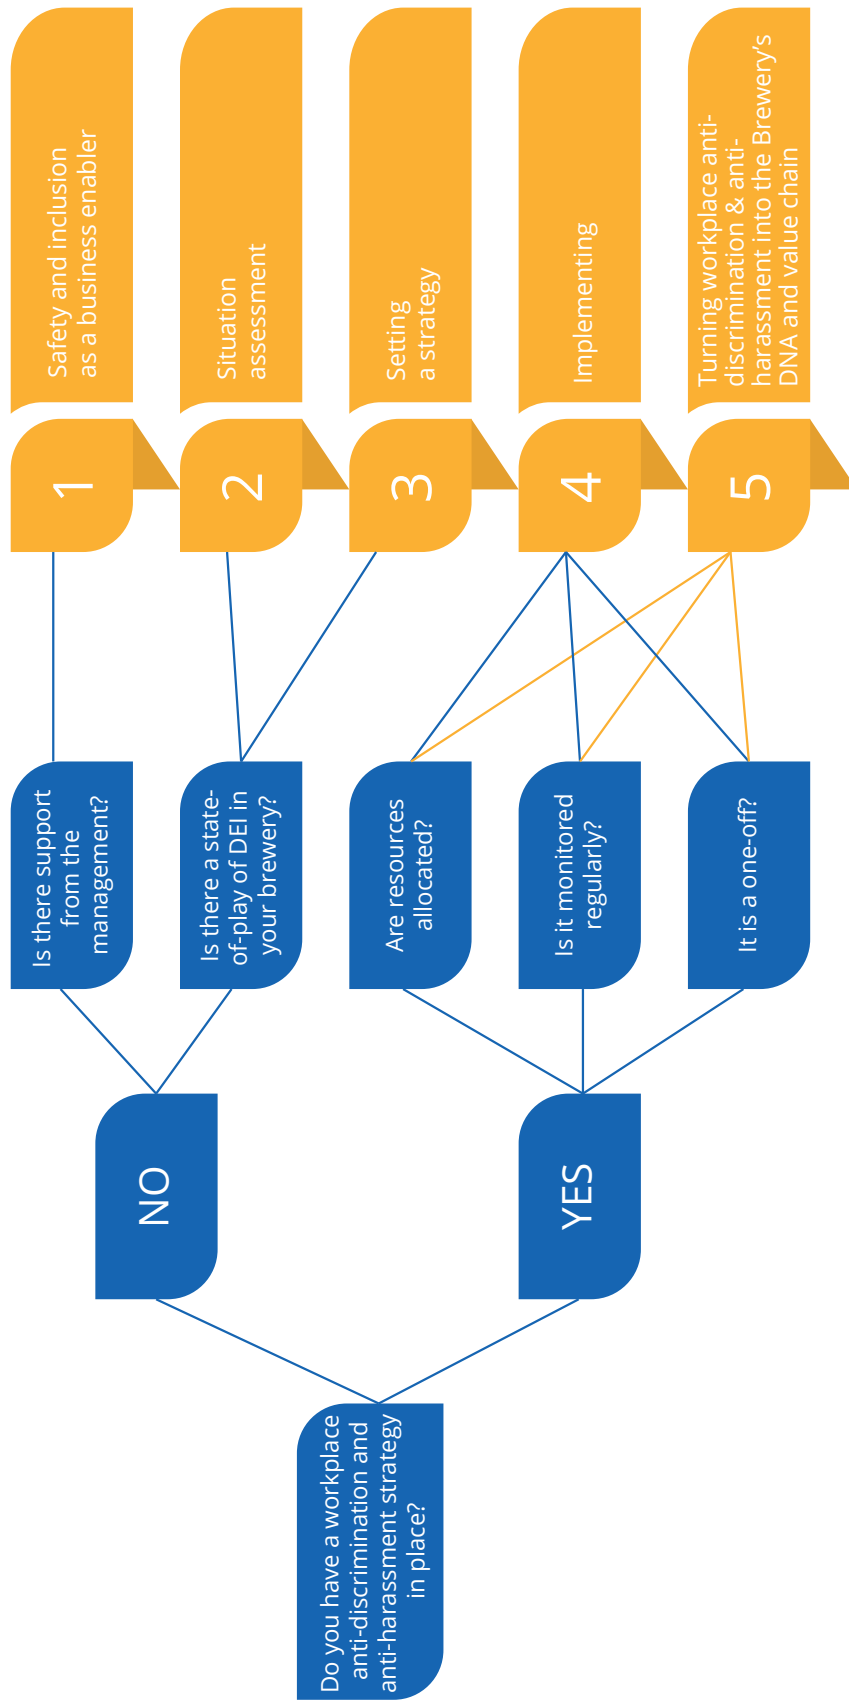 Do you have a workplace
anti-discrimination and
anti-harassment strategy
in place?
NO
YES
Is there support
from the
management?
Is there a state-
of-play of DEI in
your brewery?
Are resources
allocated?
Is it monitored
regularly?
It is a one-off?
1
Safety and inclusion
as a business enabler
2
Situation
assessment
3
Setting
a strategy
4
Implementing
5
Turning workplace anti-
discrimination & anti-
harassment into the Brewery’s
DNA and value chain